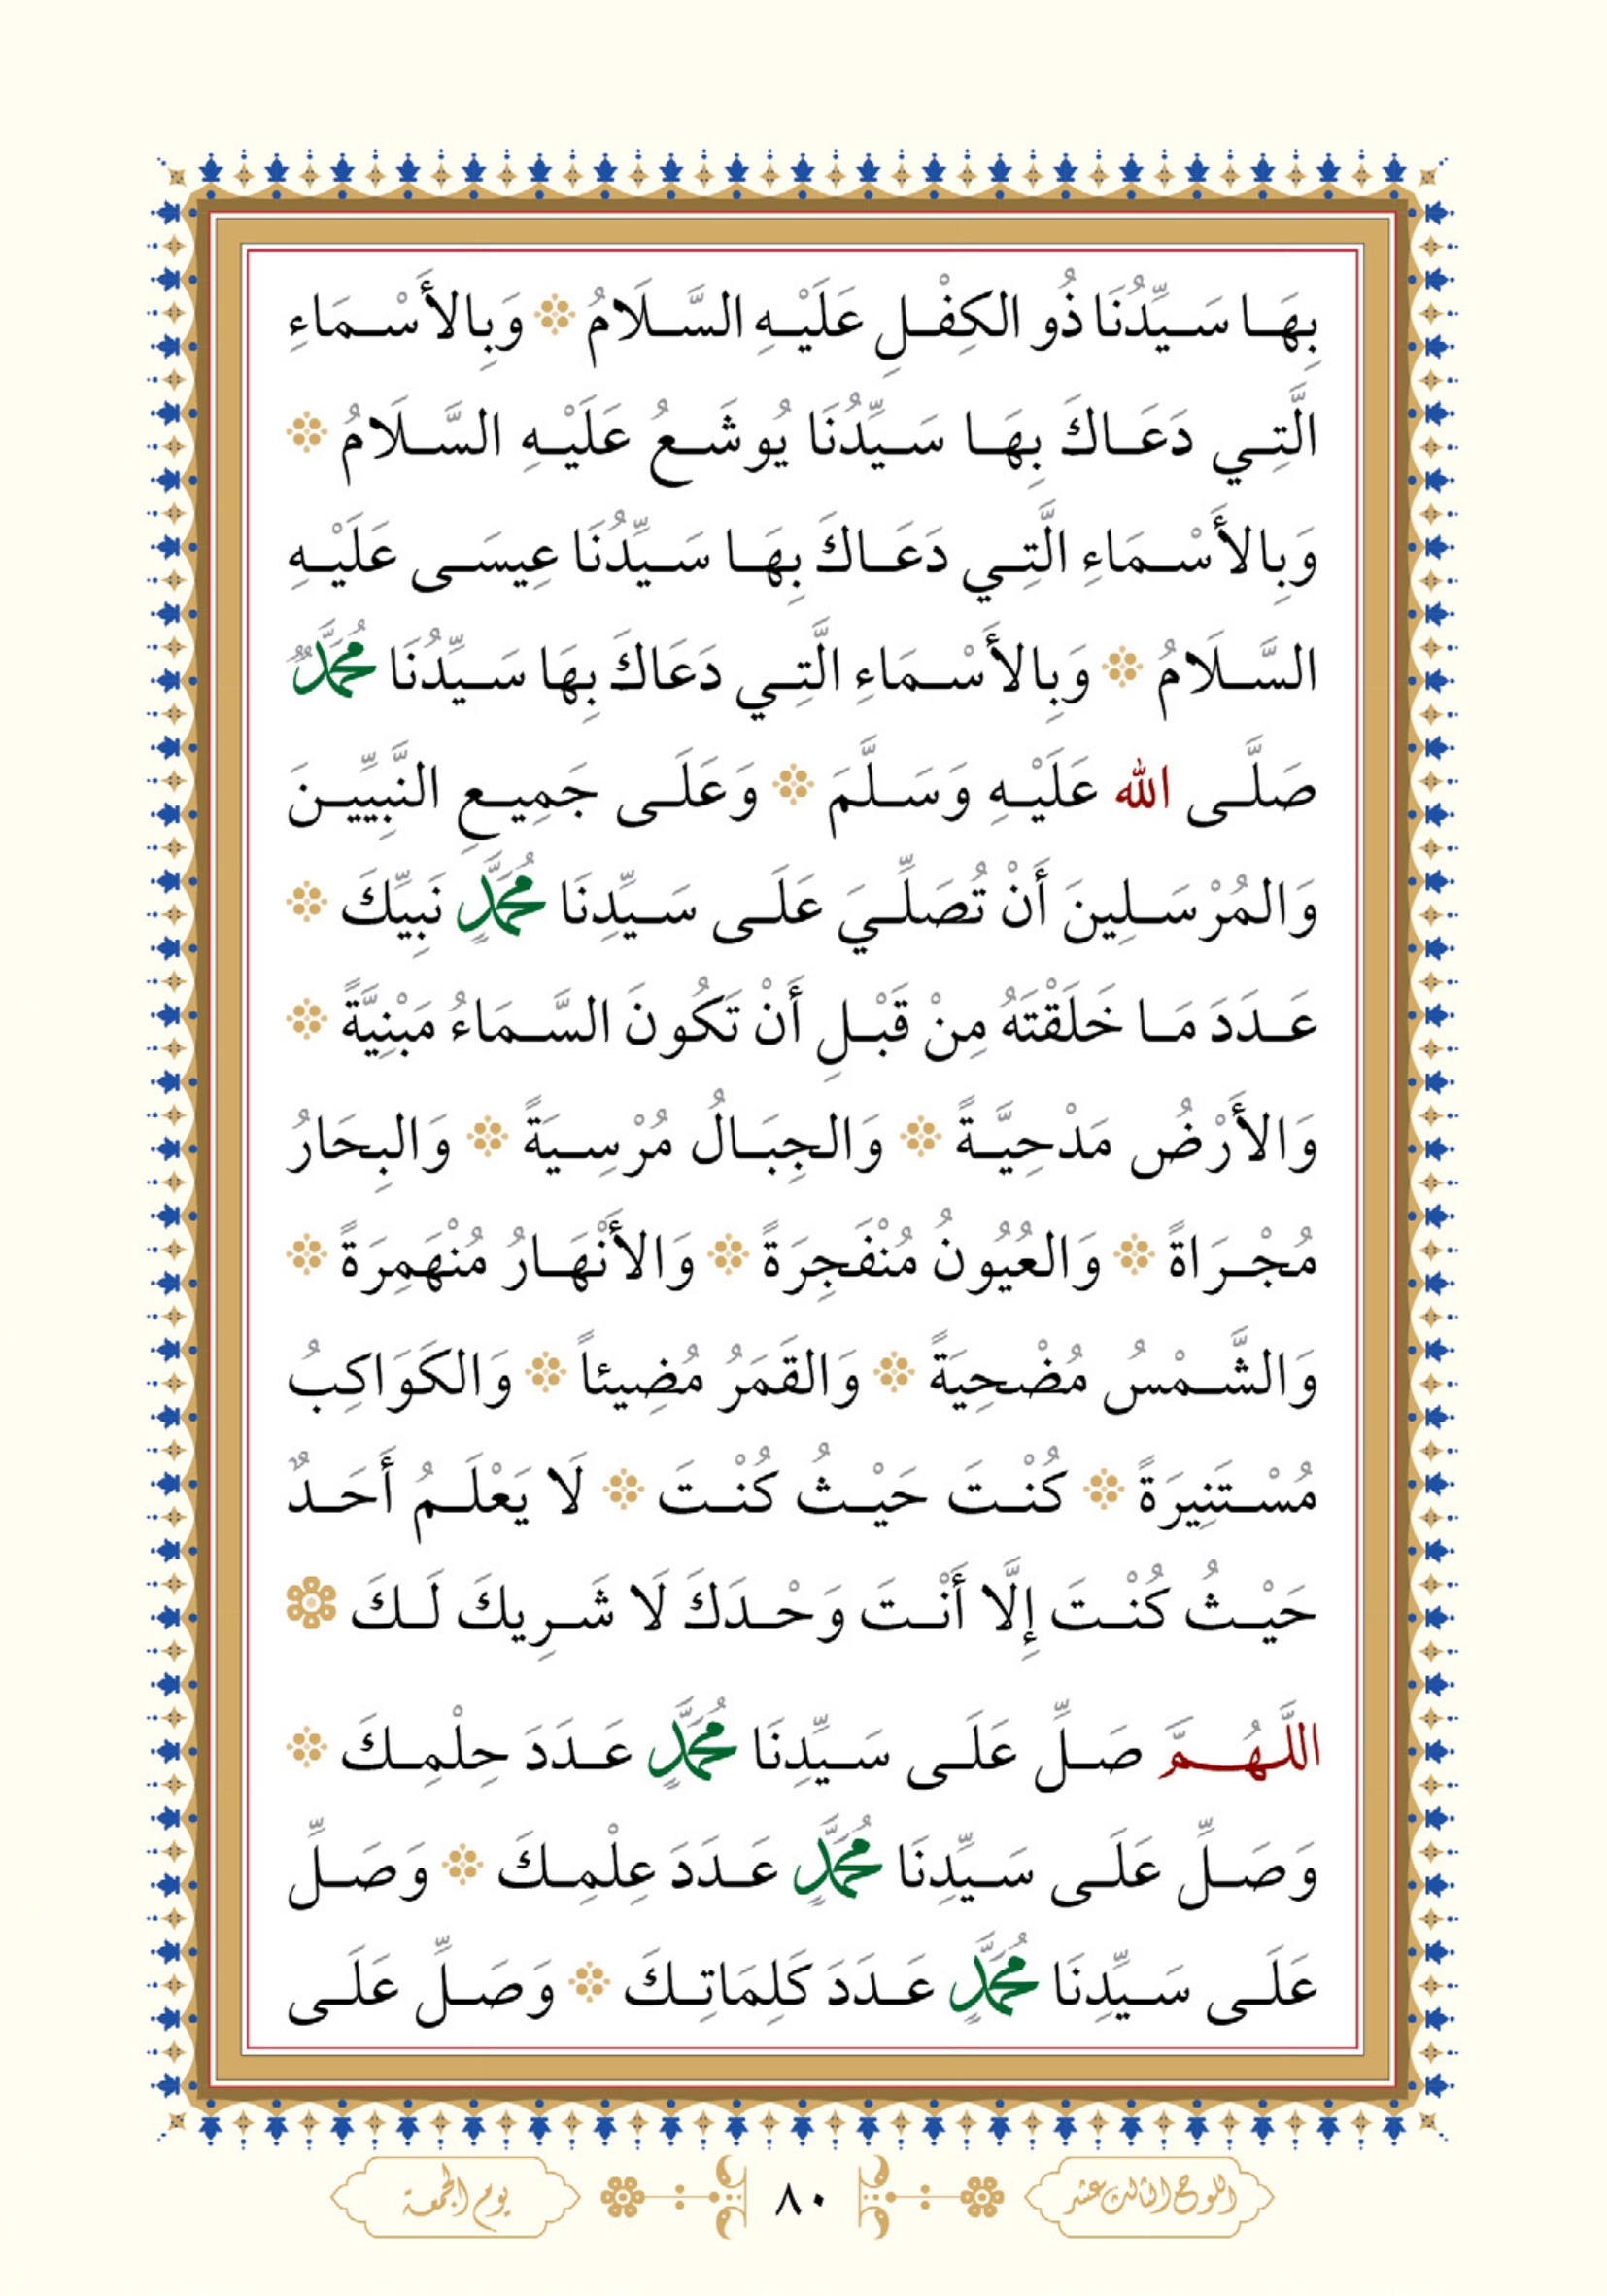 بِهَا سَيِّدُنَا ذُو الكِفْلِ عَلَيْهِ السَّلَامُ وَبِالأَسْمَاءِ
الَّتِي دَعَاكَ بِهَا سَيِّدُنَا يُوشَعُ عَلَيْهِ السَّلَامُ
وَبِالأَسْمَاءِ الَّتِي دَعَاكَ بِهَا سَيِّدُنَا عِيسَى عَلَيْهِ
السَّلَامُ وَبِالأَسْمَاءِ الَّتِي دَعَاكَ بِهَا سَيِّدُنَا مُحَمَّدٌ
صَلَّى الله عَلَيْهِ وَسَلَّمَ وَعَلَى جَمِيعِ النَّبِيِّينَ
وَالمُرْسَلِينَ أَنْ تُصَلِّيَ عَلَى سَيِّدِنَا مُحَمَّدٍ نَبِيِّكَ
عَدَدَ مَا خَلَقْتَهُ مِنْ قَبْلِ أَنْ تَكُونَ السَّمَاءُ مَبْنِيَّةً
وَالأَرْضُ مَدْحِيَّةً وَالجِبَالُ مُرْسِيَةً وَالبِحَارُ
مُجْرَاةً وَالعُيُونُ مُنْفَجِرَةً وَالأَنْهَارُ مُنْهَمِرَةً
وَالشَّمْسُ مُضْحِيَةً وَالقَمَرُ مُضِيئاً وَالكَوَاكِبُ
مُسْتَنِيرَةً كُنْتَ حَيْثُ كُنْتَ لَا يَعْلَمُ أَحَدٌ
حَيْثُ كُنْتَ إِلَّا أَنْتَ وَحْدَكَ لَا شَرِيكَ لَكَ
اللَّهُمَّ صَلِّ عَلَى سَيِّدِنَا مُحَمَّدٍ عَدَدَ حِلْمِكَ
وَصَلِّ عَلَى سَيِّدِنَا مُحَمَّدٍ عَدَدَ عِلْمِكَ وَصَلِّ
عَلَى سَيِّدِنَا مُحَمَّدٍ عَدَدَ كَلِمَاتِكَ وَصَلِّ عَلَى
اللوح الثالث عشر ٨٠ يوم الجمعة